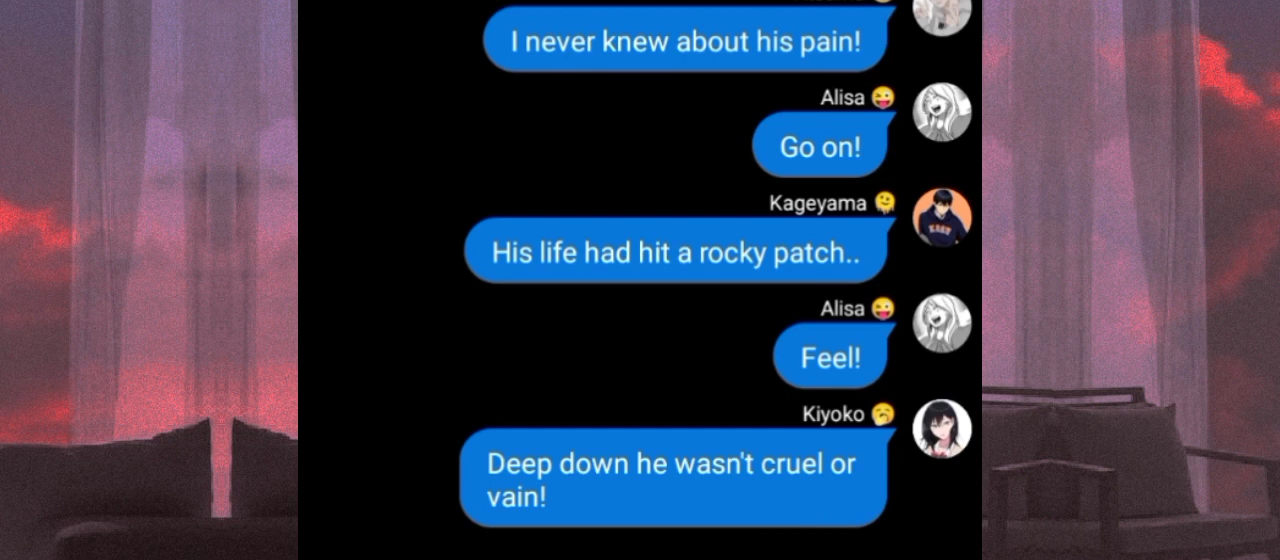 I never knew about his pain!
Alisa 😜
Go on!
Kageyama 🫠
His life had hit a rocky patch..
Alisa 😜
Feel!
Kiyoko 🥱
Deep down he wasn't cruel or
vain!